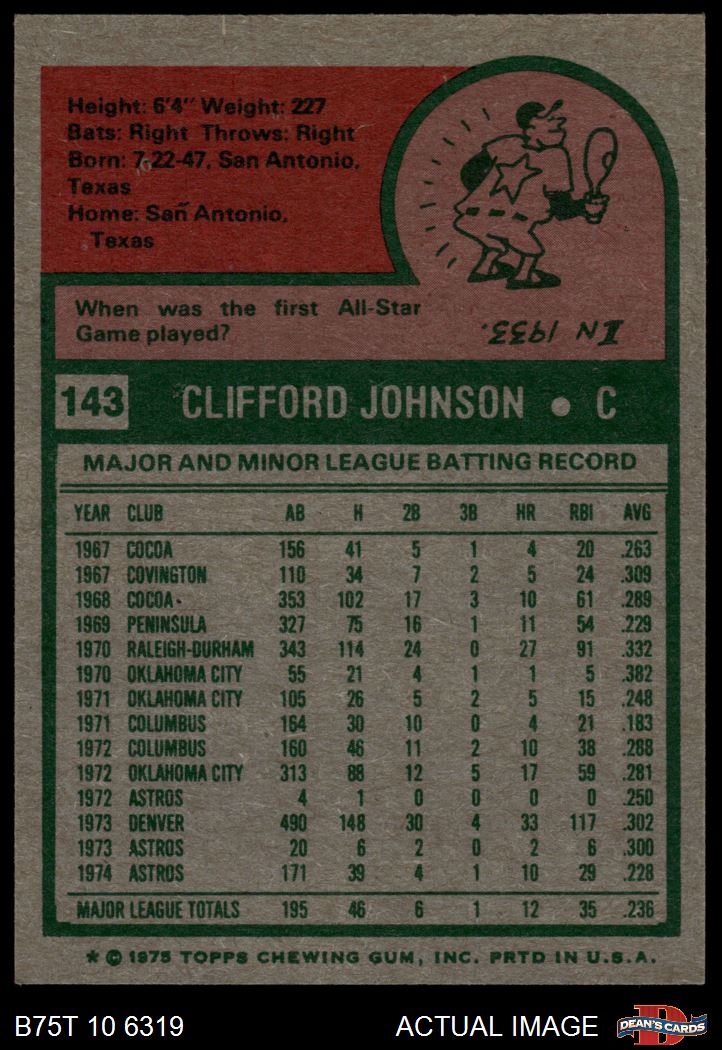 Height: 6'4" Weight: 227
Bats: Right Throws: Right
Born: 7-22-47, San Antonio,
Texas
Home: San Antonio,
Texas
When was the first All-Star
Game played?
IN 1933.
143 CLIFFORD JOHNSON • C
MAJOR AND MINOR LEAGUE BATTING RECORD
YEAR CLUB AB H 2B 3B HR RBI AVG
1967 COCOA 156 41 5 1 4 20 .263
1967 COVINGTON 110 34 7 2 5 24 .309
1968 COCOA 353 102 17 3 10 61 .289
1969 PENINSULA 327 75 16 1 11 54 .229
1970 RALEIGH-DURHAM 343 114 24 0 27 91 .332
1970 OKLAHOMA CITY 55 21 4 1 1 5 .382
1971 OKLAHOMA CITY 105 26 5 2 5 15 .248
1971 COLUMBUS 164 30 10 0 4 21 .183
1972 COLUMBUS 160 46 11 2 10 38 .288
1972 OKLAHOMA CITY 313 88 12 5 17 59 .281
1972 ASTROS 4 1 0 0 0 0 .250
1973 DENVER 490 148 30 4 33 117 .302
1973 ASTROS 20 6 2 0 2 6 .300
1974 ASTROS 171 39 4 1 10 29 .228
MAJOR LEAGUE TOTALS 195 46 6 1 12 35 .236
* © 1975 TOPPS CHEWING GUM, INC. PRTD IN U.S.A.
B75T 10 6319 ACTUAL IMAGE D DEAN'S CARDS